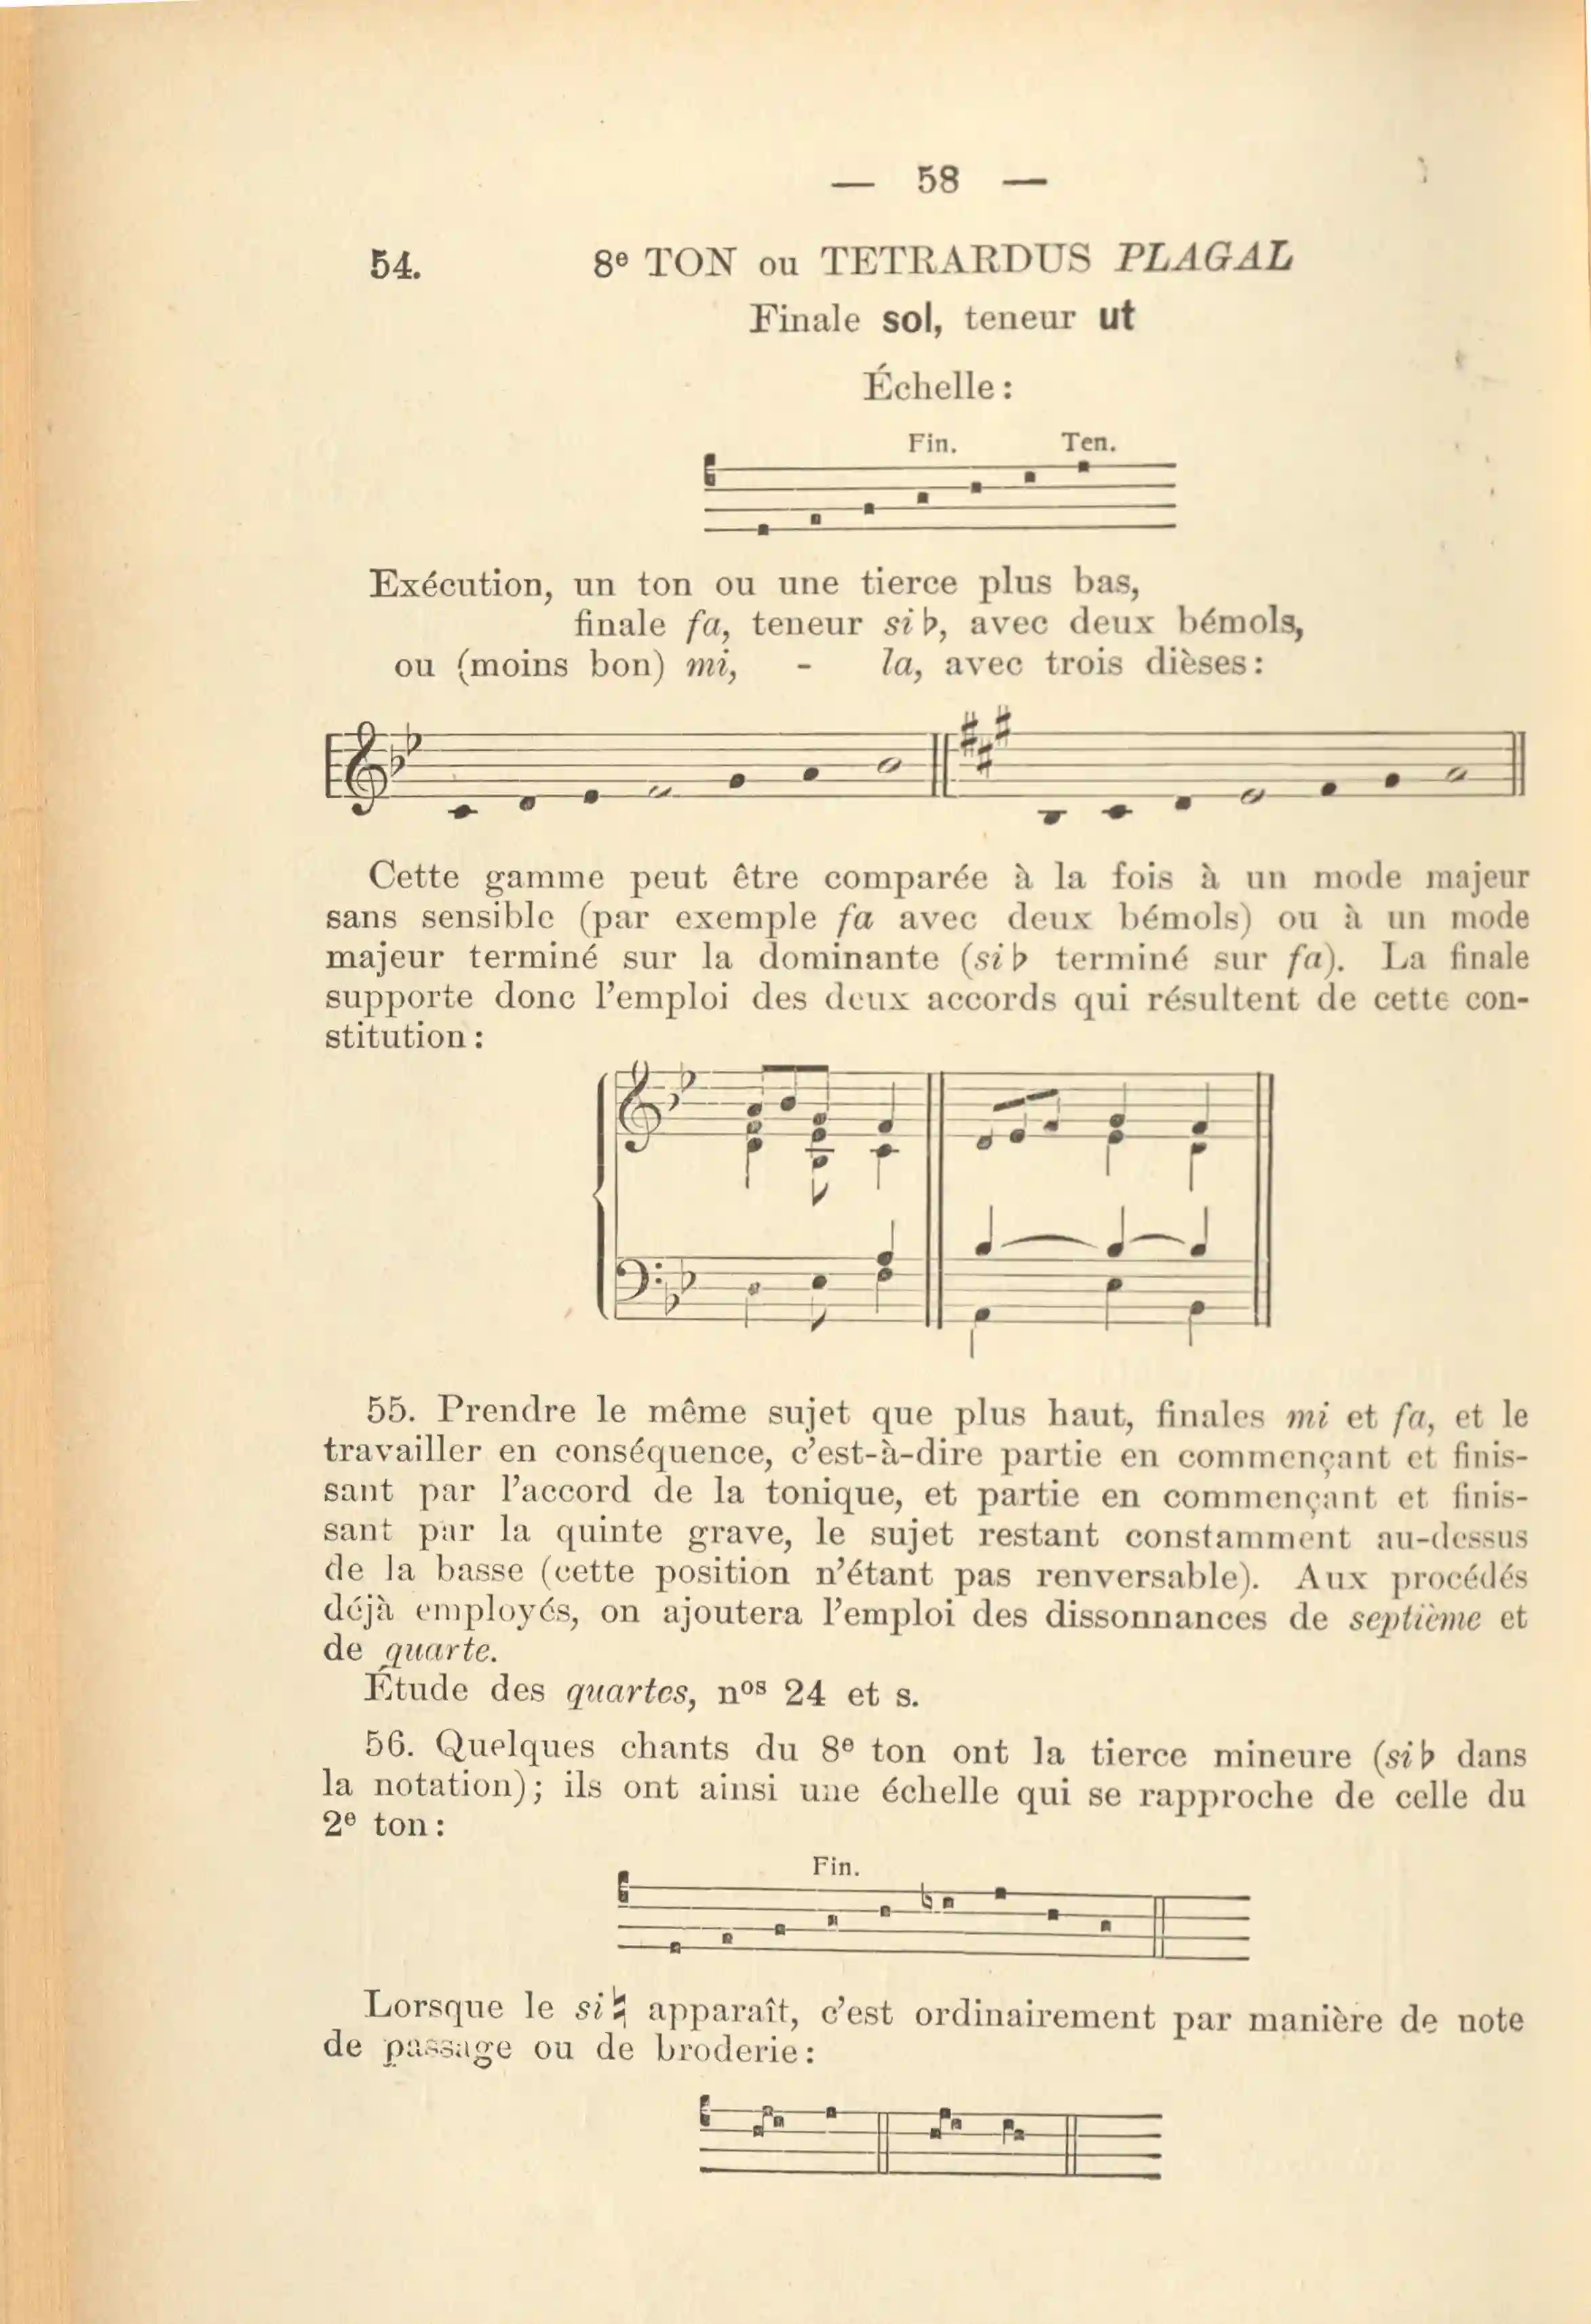 — 58 —
54. 8e TON ou TETRARDUS PLAGAL
Finale sol, teneur ut
Échelle :
Fin. Ten.
Exécution, un ton ou une tierce plus bas,
finale fa, teneur si♭, avec deux bémols,
ou (moins bon) mi, - la, avec trois dièses :
Cette gamme peut être comparée à la fois à un mode majeur
sans sensible (par exemple fa avec deux bémols) ou à un mode
majeur terminé sur la dominante (si♭ terminé sur fa). La finale
supporte donc l’emploi des deux accords qui résultent de cette con-
stitution :
55. Prendre le même sujet que plus haut, finales mi et fa, et le
travailler en conséquence, c’est-à-dire partie en commençant et finis-
sant par l’accord de la tonique, et partie en commençant et finis-
sant par la quinte grave, le sujet restant constamment au-dessus
de la basse (cette position n’étant pas renversable). Aux procédés
déjà employés, on ajoutera l’emploi des dissonnances de septième et
de quarte.
Étude des quartes, nos 24 et s.
56. Quelques chants du 8e ton ont la tierce mineure (si♭ dans
la notation) ; ils ont ainsi une échelle qui se rapproche de celle du
2e ton :
Fin.
Lorsque le si♮ apparaît, c’est ordinairement par manière de note
de passage ou de broderie :